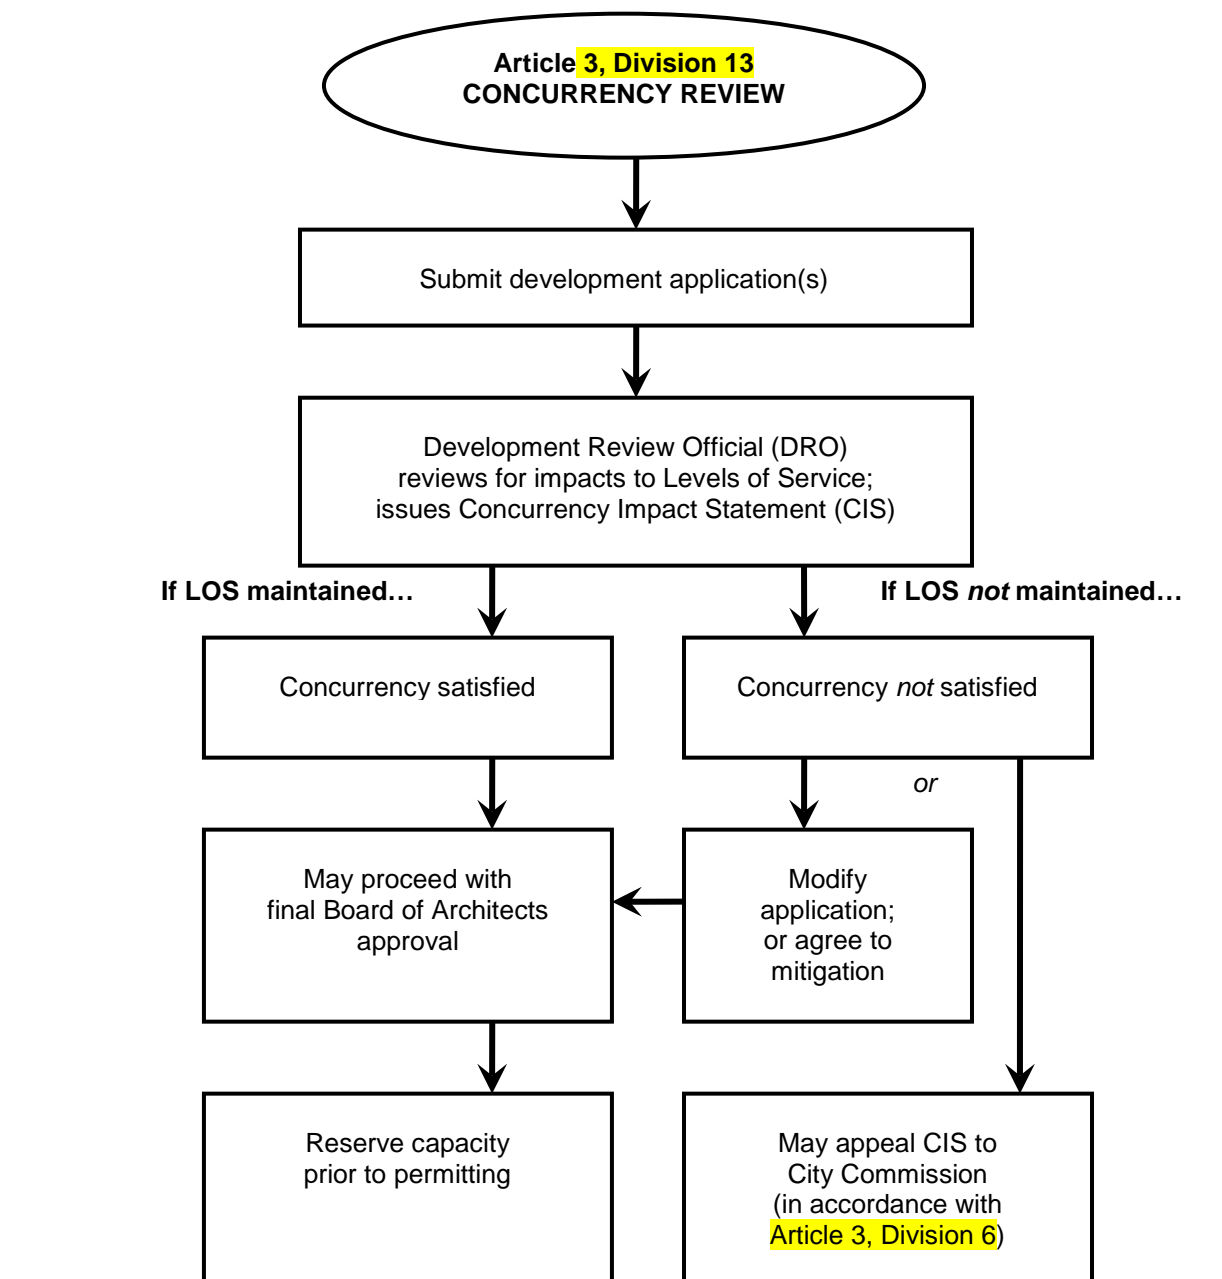 Article 3, Division 13
CONCURRENCY REVIEW
Submit development application(s)
Development Review Official (DRO)
reviews for impacts to Levels of Service;
issues Concurrency Impact Statement (CIS)
If LOS maintained…
If LOS not maintained…
Concurrency satisfied
Concurrency not satisfied
or
May proceed with
final Board of Architects
approval
Modify
application;
or agree to
mitigation
Reserve capacity
prior to permitting
May appeal CIS to
City Commission
(in accordance with
Article 3, Division 6)